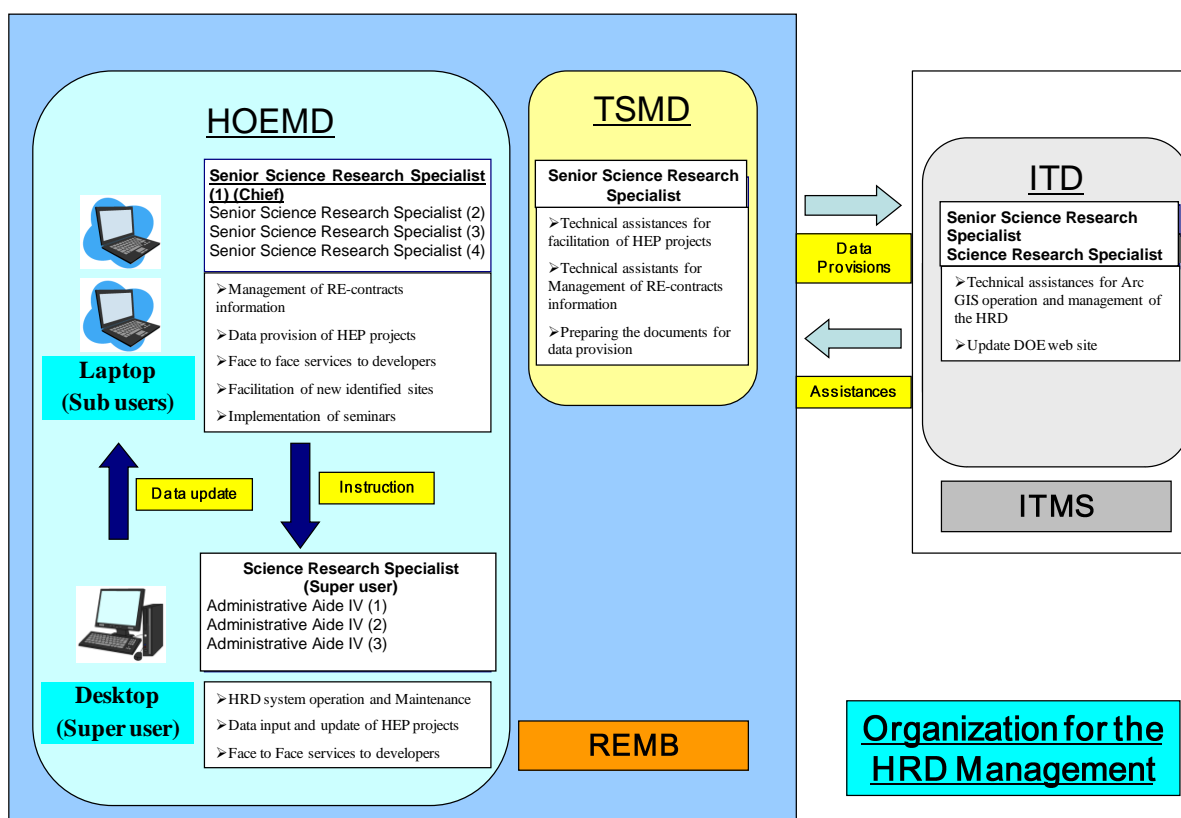 HOEMD
Senior Science Research Specialist
(1) (Chief)
Senior Science Research Specialist (2)
Senior Science Research Specialist (3)
Senior Science Research Specialist (4)
➢Management of RE-contracts
information
➢Data provision of HEP projects
➢Face to face services to developers
➢Facilitation of new identified sites
➢Implementation of seminars
Laptop
(Sub users)
Data update
Instruction
Science Research Specialist
(Super user)
Administrative Aide IV (1)
Administrative Aide IV (2)
Administrative Aide IV (3)
Desktop
(Super user)
➢HRD system operation and Maintenance
➢Data input and update of HEP projects
➢Face to Face services to developers
TSMD
Senior Science Research
Specialist
➢Technical assistances for
facilitation of HEP projects
➢Technical assistants for
Management of RE-contracts
information
➢Preparing the documents for
data provision
REMB
Data
Provisions
Assistances
ITD
Senior Science Research
Specialist
Science Research Specialist
➢Technical assistances for Arc
GIS operation and management of
the HRD
➢Update DOE web site
ITMS
Organization for the
HRD Management